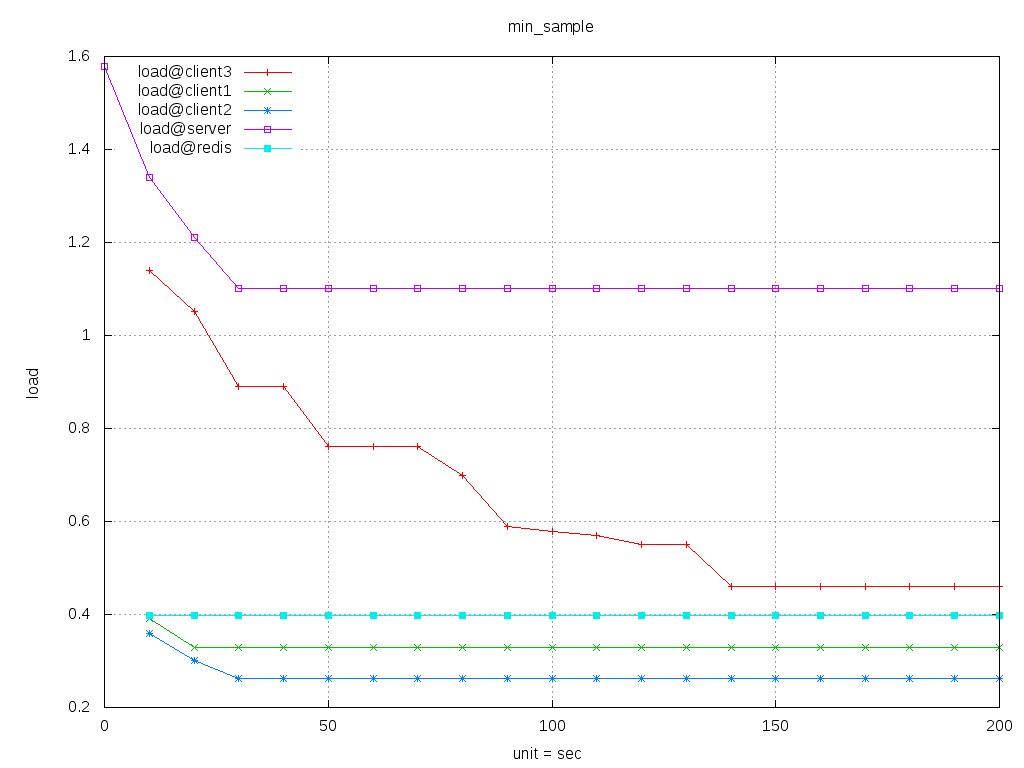 min_sample
1.6
1.4
1.2
1
0.8
0.6
0.4
0.2
load
load@client3
load@client1
load@client2
load@server
load@redis
0 50 100 150 200
unit = sec